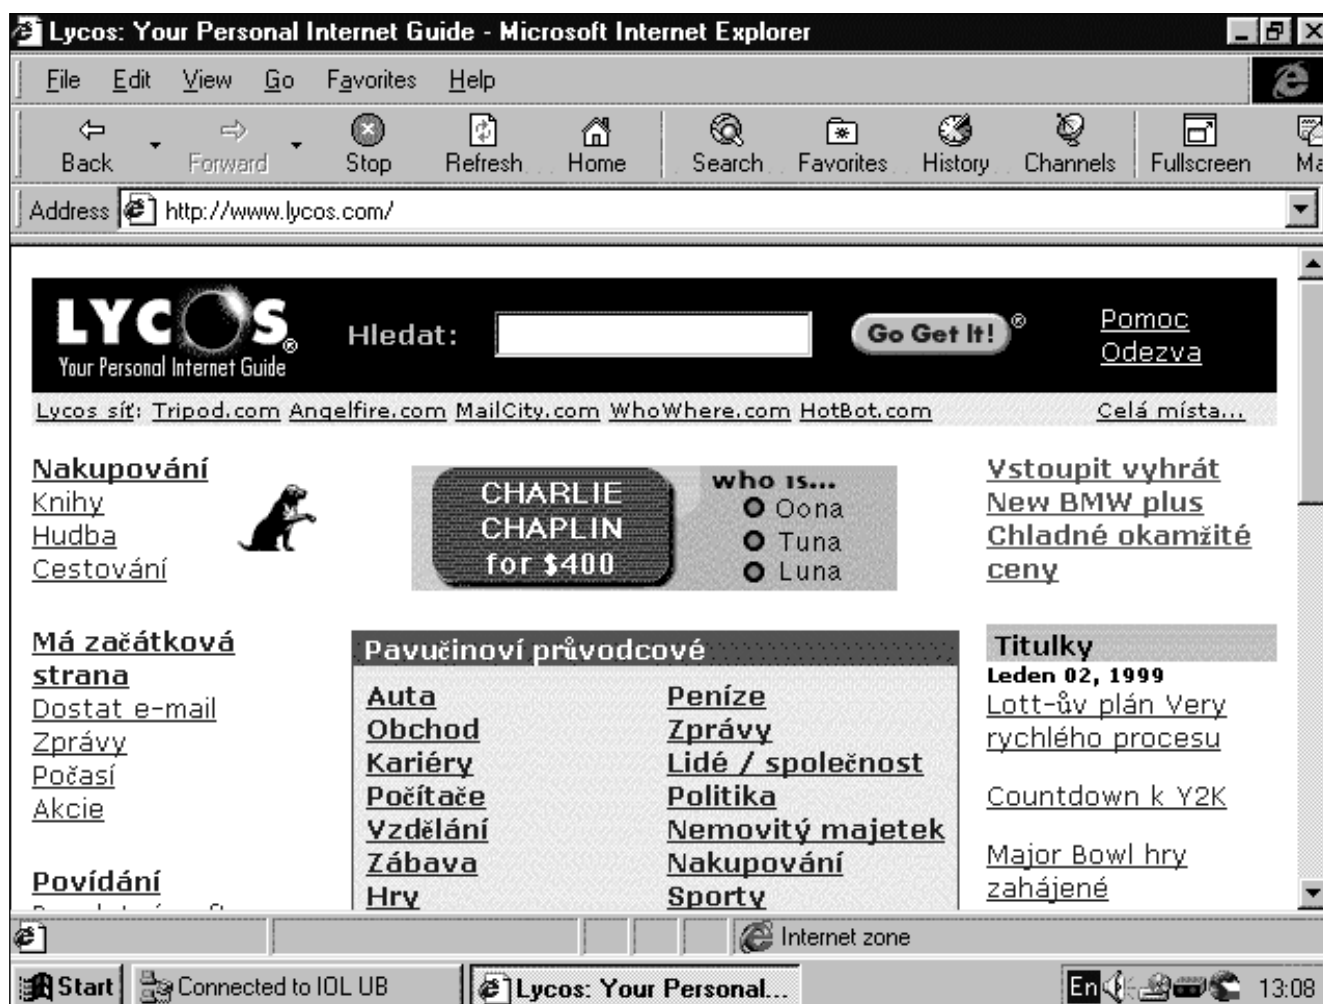 Lycos: Your Personal Internet Guide - Microsoft Internet Explorer
File Edit View Go Favorites Help
Back Forward Stop Refresh Home Search Favorites History Channels Fullscreen
Address http://www.lycos.com/
LYCOS®
Your Personal Internet Guide
Hledat:
Go Get It!®
Pomoc
Odezva
Lycos síť: Tripod.com Angelfire.com MailCity.com WhoWhere.com HotBot.com Celá místa...
Nakupování
Knihy
Hudba
Cestování
CHARLIE
CHAPLIN
for $400
who is...
Oona
Tuna
Luna
Vstoupit vyhrát
New BMW plus
Chladné okamžité
ceny
Má začátková
strana
Dostat e-mail
Zprávy
Počasí
Akcie
Povídání
Pavučinoví průvodcové
Auta
Obchod
Kariéry
Počítače
Vzdělání
Zábava
Hry
Peníze
Zprávy
Lidé / společnost
Politika
Nemovitý majetek
Nakupování
Sporty
Titulky
Leden 02, 1999
Lott-ův plán Very
rychlého procesu
Countdown k Y2K
Major Bowl hry
zahájené
Internet zone
Start Connected to IOL UB Lycos: Your Personal... En 13:08